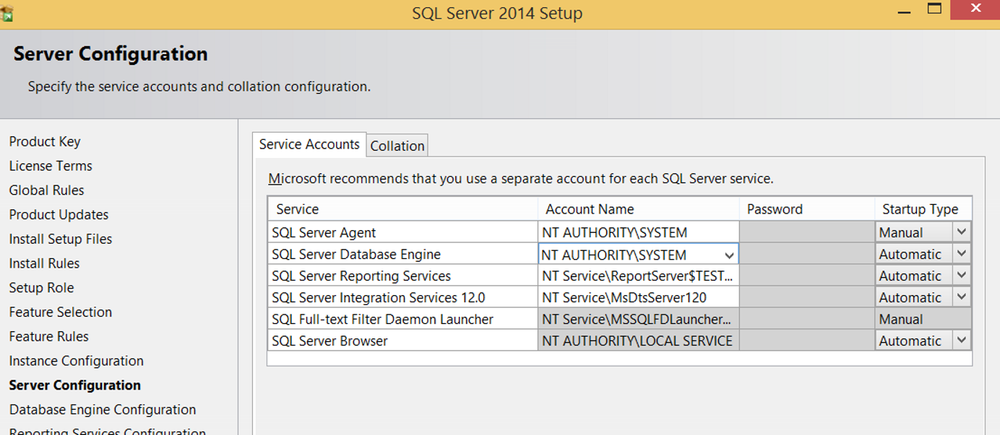 SQL Server 2014 Setup
Server Configuration
Specify the service accounts and collation configuration.
Product Key
License Terms
Global Rules
Product Updates
Install Setup Files
Install Rules
Setup Role
Feature Selection
Feature Rules
Instance Configuration
Server Configuration
Database Engine Configuration
Reporting Services Configuration
Service Accounts Collation
Microsoft recommends that you use a separate account for each SQL Server service.
Service Account Name Password Startup Type
SQL Server Agent NT AUTHORITY\SYSTEM Manual
SQL Server Database Engine NT AUTHORITY\SYSTEM Automatic
SQL Server Reporting Services NT Service\ReportServer$TEST... Automatic
SQL Server Integration Services 12.0 NT Service\MsDtsServer120 Automatic
SQL Full-text Filter Daemon Launcher NT Service\MSSQLFDLauncher... Manual
SQL Server Browser NT AUTHORITY\LOCAL SERVICE Automatic